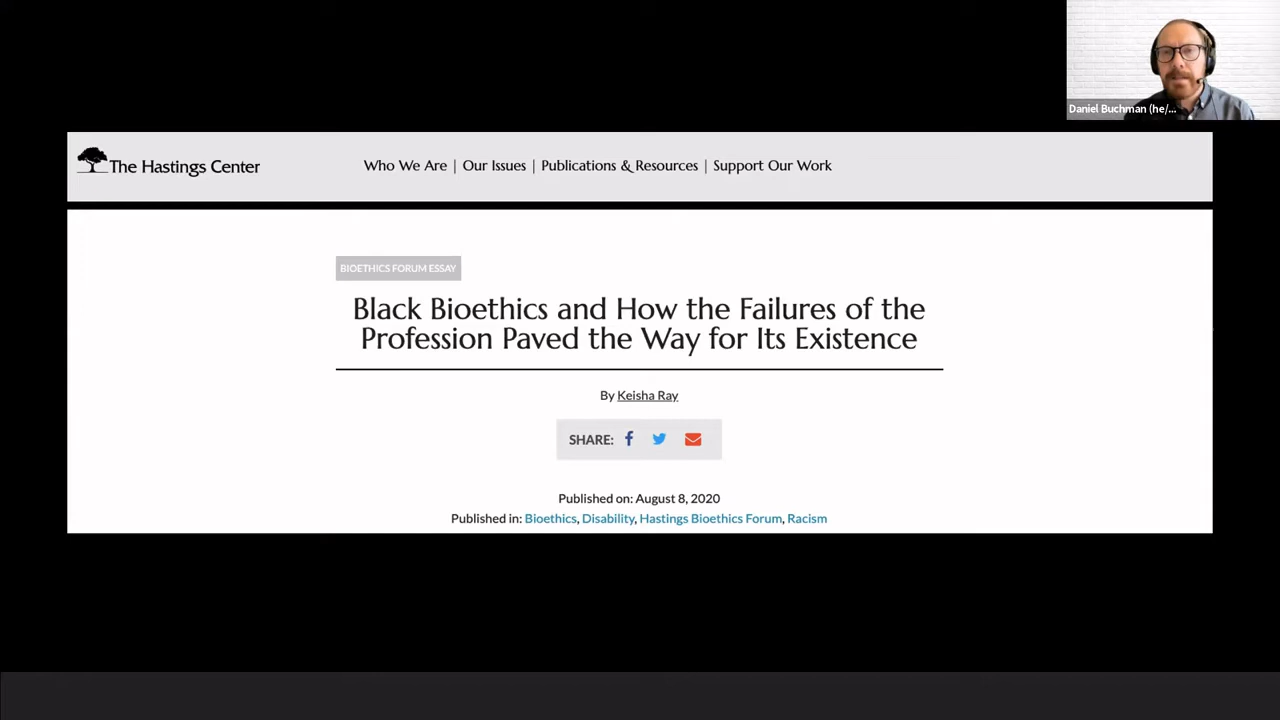 Daniel Buchman (he/...
The Hastings Center
Who We Are | Our Issues | Publications & Resources | Support Our Work
BIOETHICS FORUM ESSAY
Black Bioethics and How the Failures of the
Profession Paved the Way for Its Existence
By Keisha Ray
SHARE:
Published on: August 8, 2020
Published in: Bioethics, Disability, Hastings Bioethics Forum, Racism